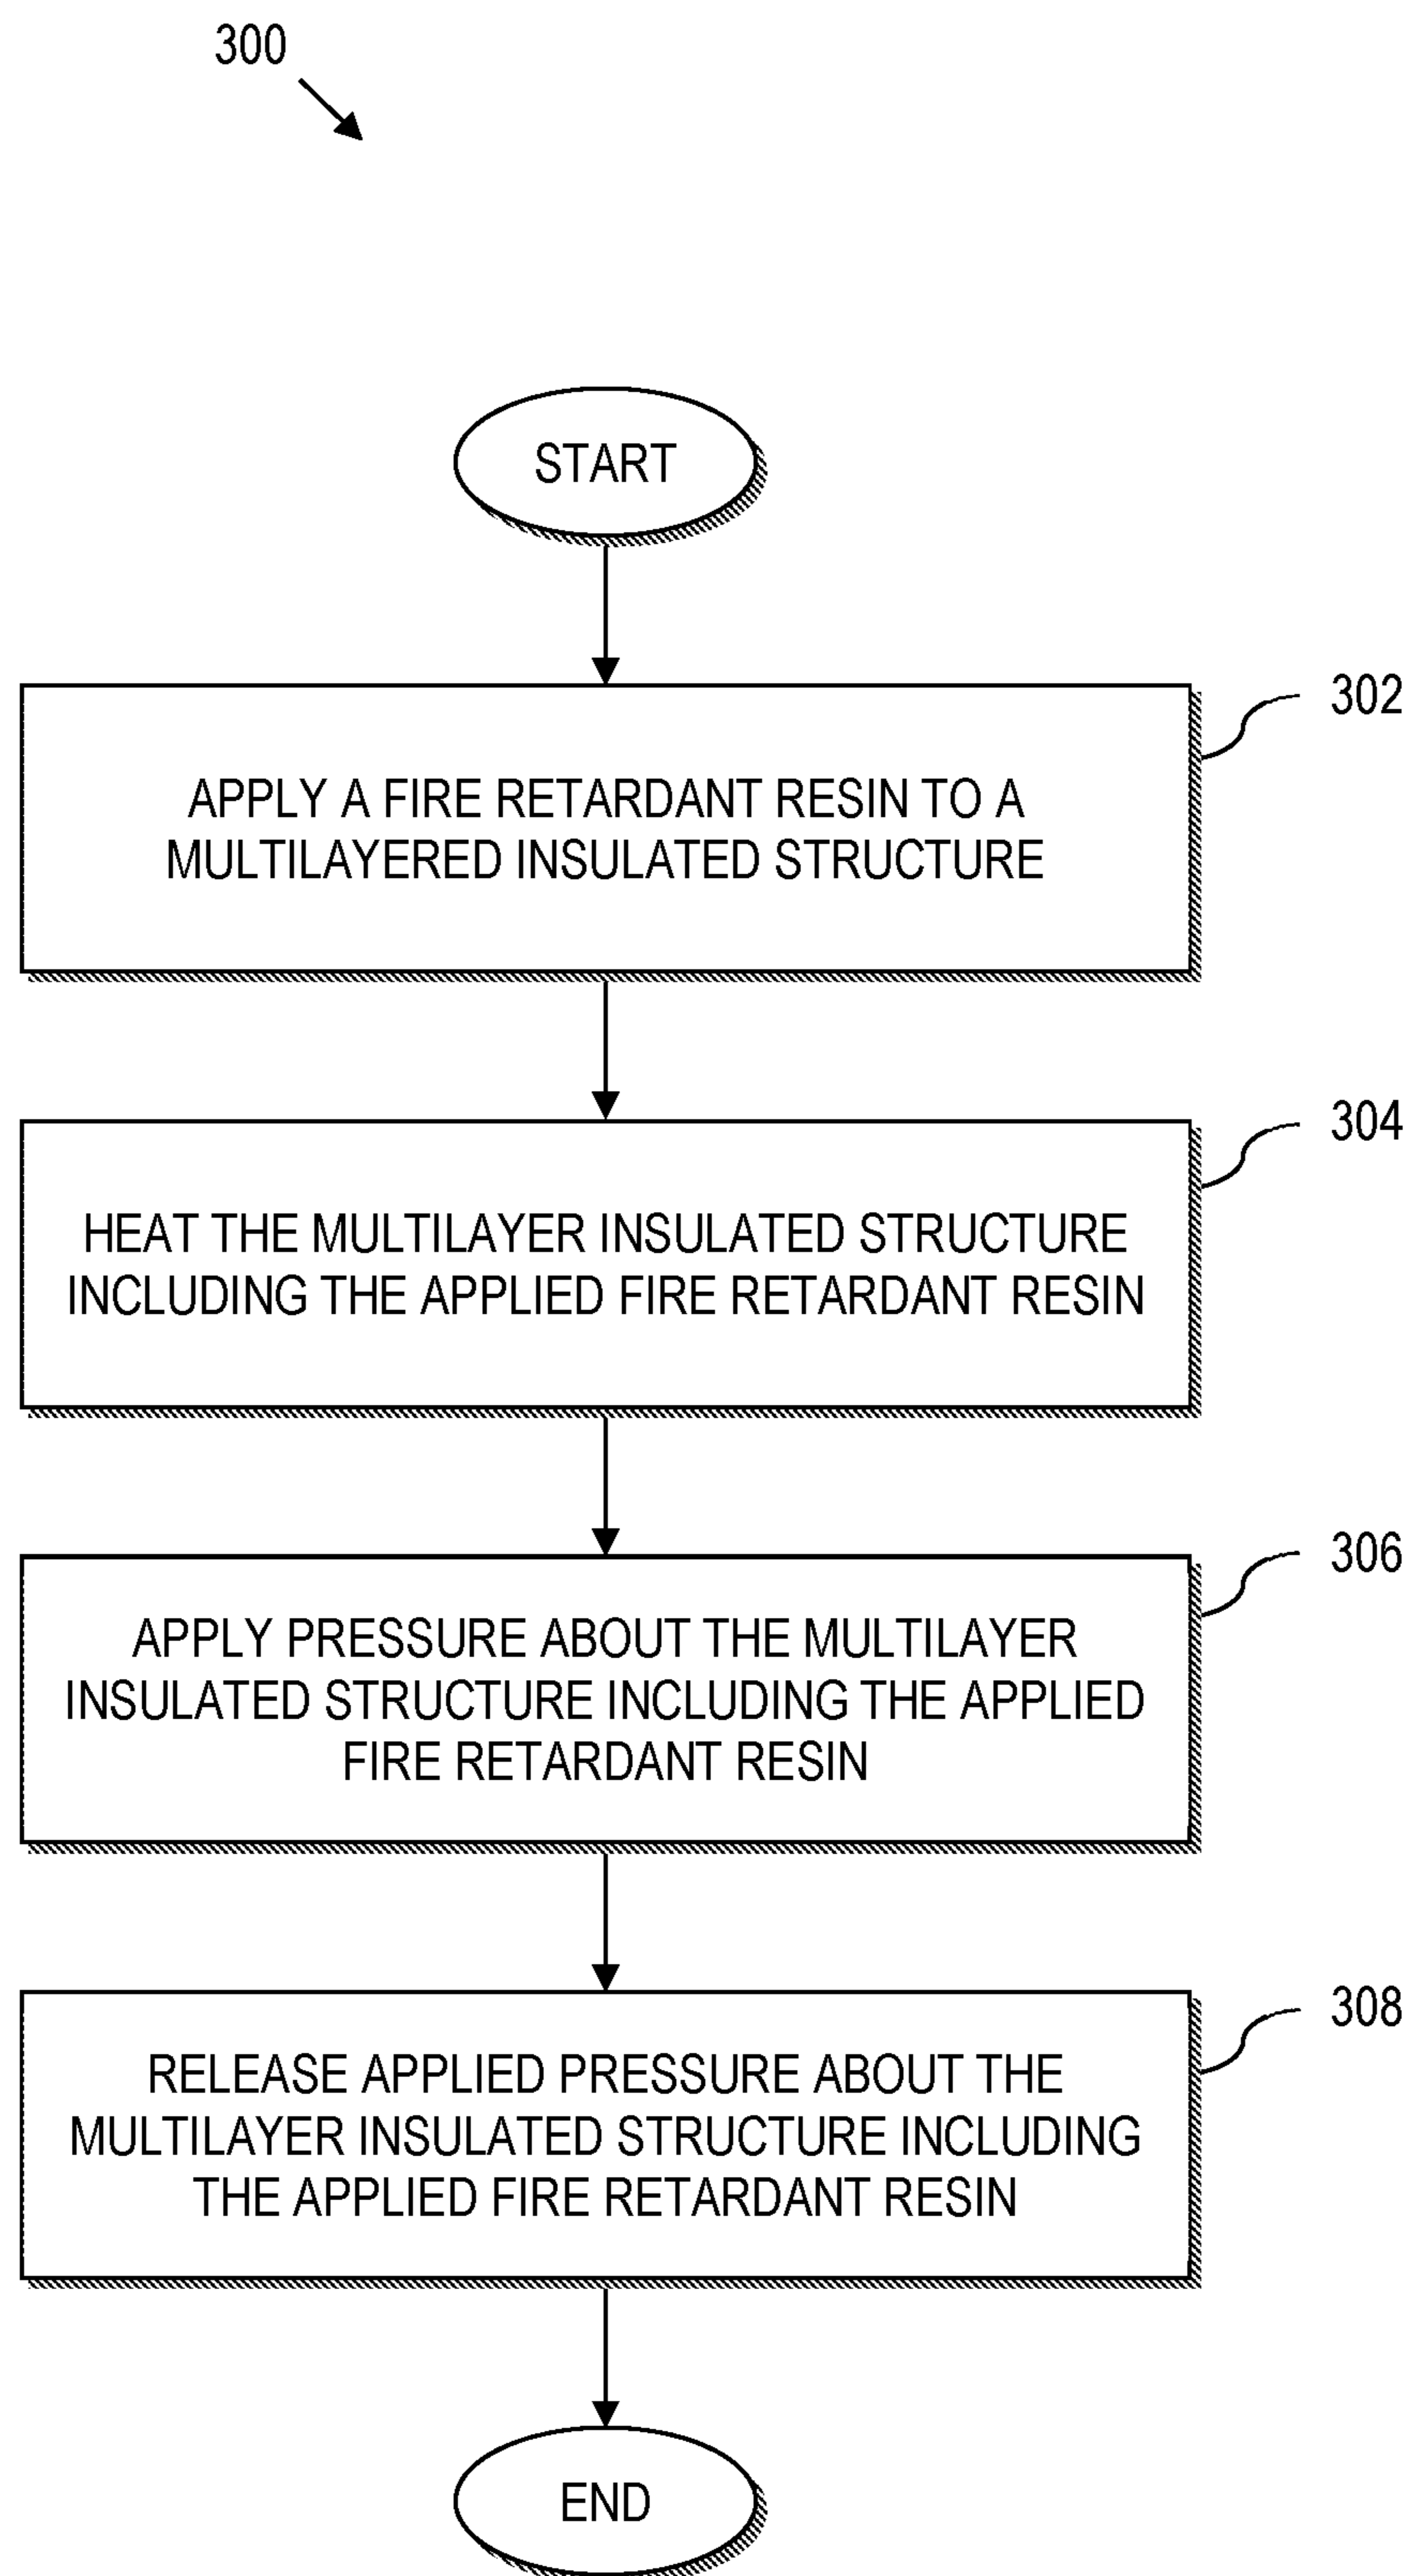 300
START
302
APPLY A FIRE RETARDANT RESIN TO A
MULTILAYERED INSULATED STRUCTURE
304
HEAT THE MULTILAYER INSULATED STRUCTURE
INCLUDING THE APPLIED FIRE RETARDANT RESIN
306
APPLY PRESSURE ABOUT THE MULTILAYER
INSULATED STRUCTURE INCLUDING THE APPLIED
FIRE RETARDANT RESIN
308
RELEASE APPLIED PRESSURE ABOUT THE
MULTILAYER INSULATED STRUCTURE INCLUDING
THE APPLIED FIRE RETARDANT RESIN
END